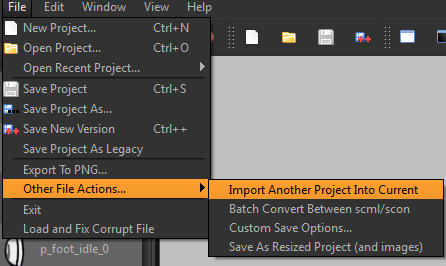 File Edit Window View Help
New Project... Ctrl+N
Open Project... Ctrl+O
Open Recent Project...
Save Project Ctrl+S
Save Project As...
Save New Version Ctrl++
Save Project As Legacy
Export To PNG...
Other File Actions...
Import Another Project Into Current
Exit
Batch Convert Between scml/scon
Load and Fix Corrupt File
Custom Save Options...
p_foot_idle_0
Save As Resized Project (and images)